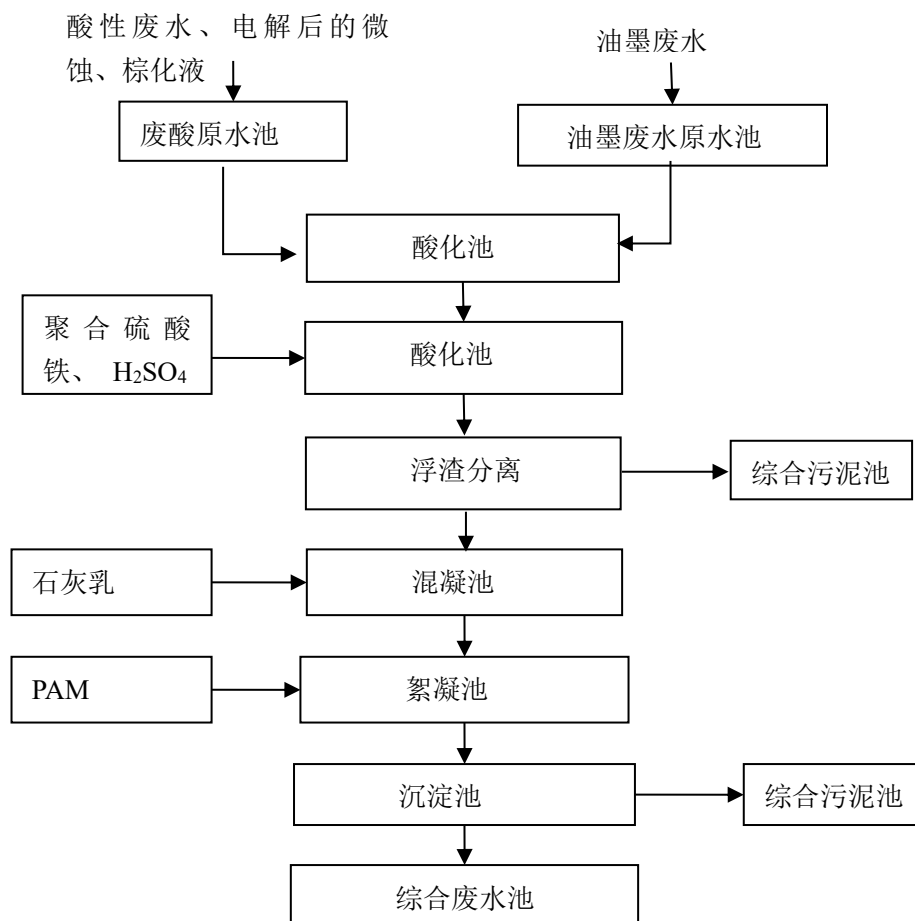 酸性废水、电解后的微
蚀、棕化液
油墨废水
废酸原水池
油墨废水原水池
酸化池
聚合硫酸
铁、 H₂SO₄
酸化池
浮渣分离
综合污泥池
石灰乳
混凝池
PAM
絮凝池
沉淀池
综合污泥池
综合废水池